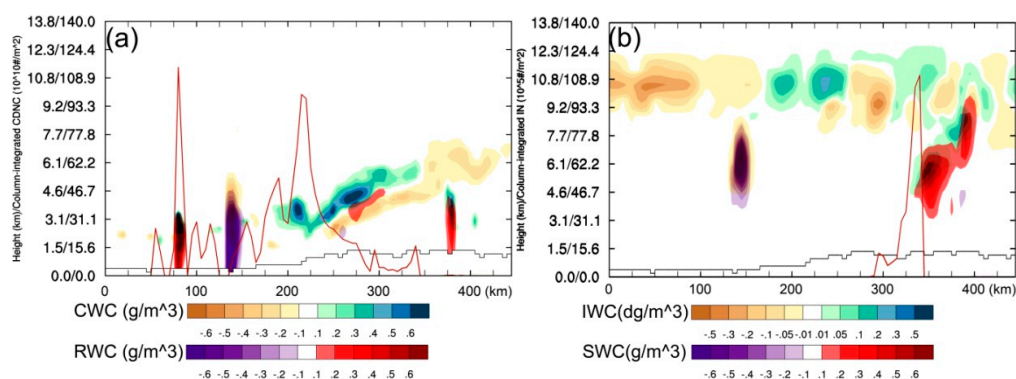 (a)
Height (km)/Column-integrated CDNC (10^10#/m^2)
13.8/140.0
12.3/124.4
10.8/108.9
9.2/93.3
7.7/77.8
6.1/62.2
4.6/46.7
3.1/31.1
1.5/15.6
0.0/0.0
0 100 200 300 400 (km)
CWC (g/m^3)
-.6 -.5 -.4 -.3 -.2 -.1 .1 .2 .3 .4 .5 .6
RWC (g/m^3)
-.6 -.5 -.4 -.3 -.2 -.1 .1 .2 .3 .4 .5 .6
(b)
Height (km)/Column-integrated IN (10^5#/m^2)
13.8/140.0
12.3/124.4
10.8/108.9
9.2/93.3
7.7/77.8
6.1/62.2
4.6/46.7
3.1/31.1
1.5/15.6
0.0/0.0
0 100 200 300 400 (km)
IWC(dg/m^3)
-.5 -.3 -.2 -.1 -.05 -.01 .01 .05 .1 .2 .3 .5
SWC(g/m^3)
-.6 -.5 -.4 -.3 -.2 -.1 .1 .2 .3 .4 .5 .6